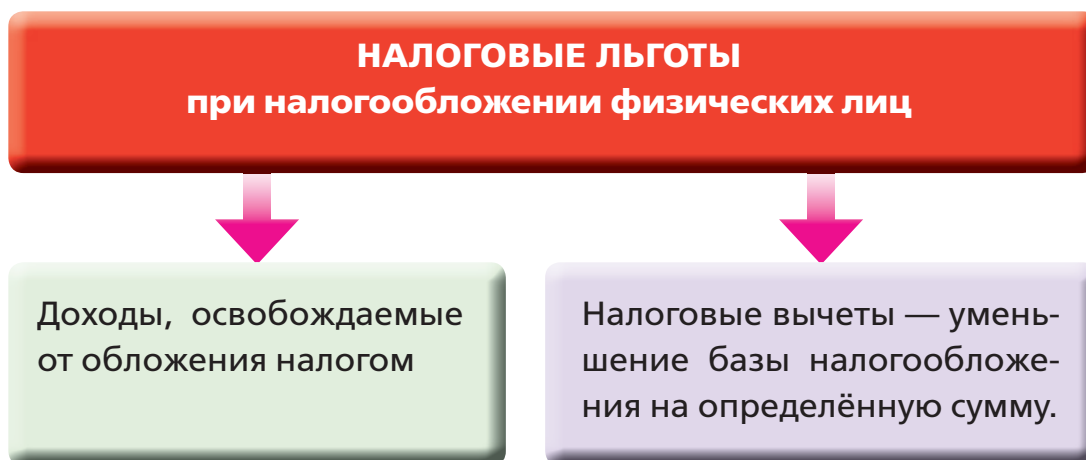 НАЛОГОВЫЕ ЛЬГОТЫ
при налогообложении физических лиц
Доходы, освобождаемые
от обложения налогом
Налоговые вычеты — умень-
шение базы налогообложе-
ния на определённую сумму.